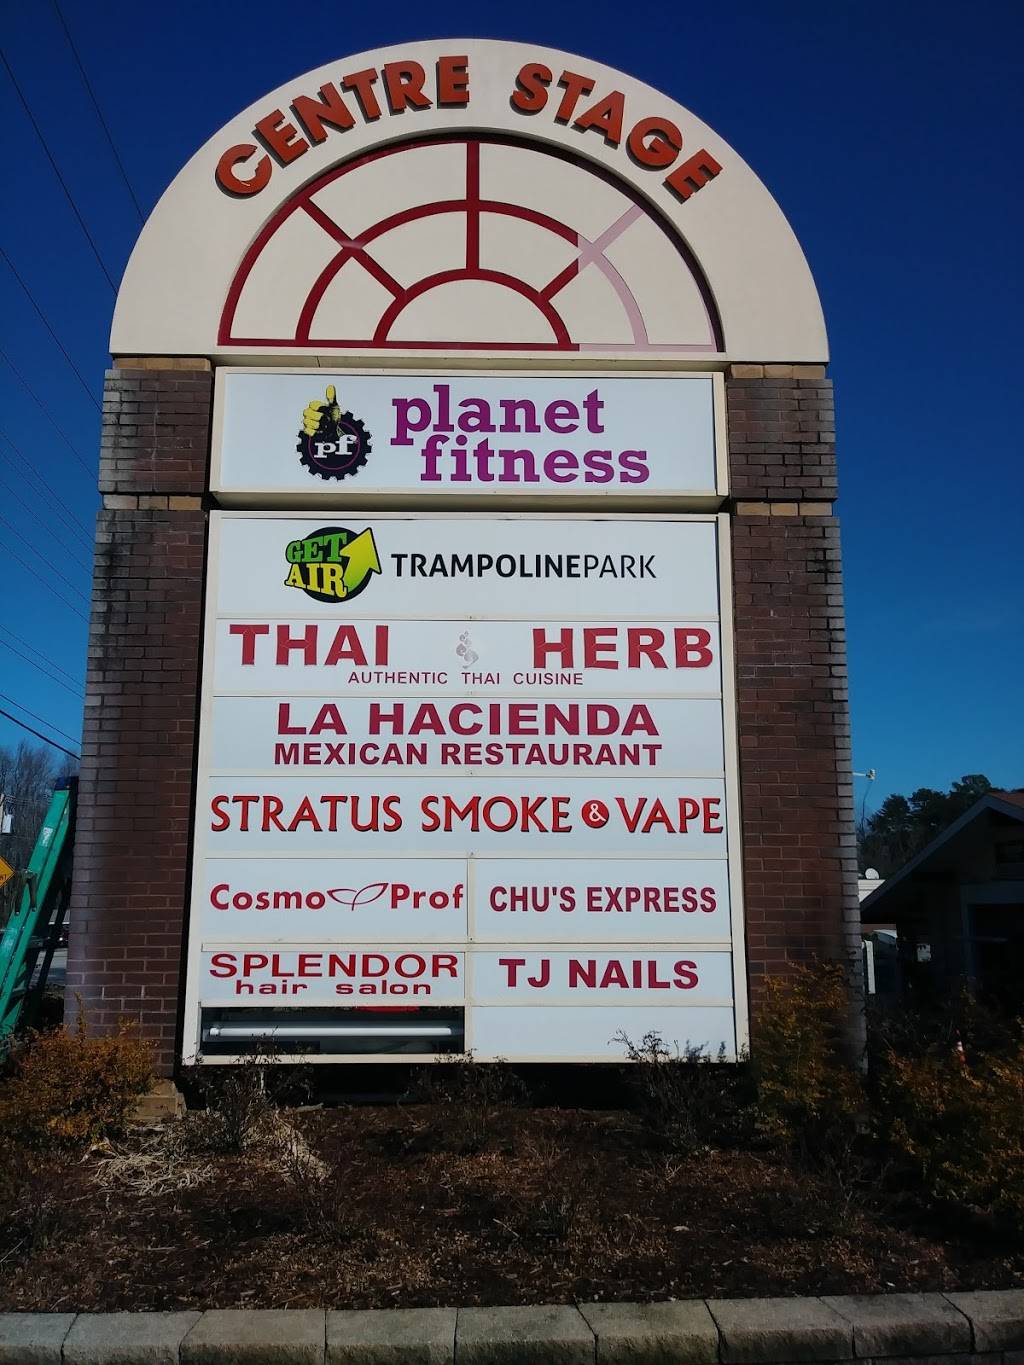 CENTRE STAGE
pf
planet
fitness
GET
AIR
TRAMPOLINEPARK
THAI HERB
AUTHENTIC THAI CUISINE
LA HACIENDA
MEXICAN RESTAURANT
STRATUS SMOKE & VAPE
COSMO PROF
CHU'S EXPRESS
SPLENDOR
hair salon
TJ NAILS